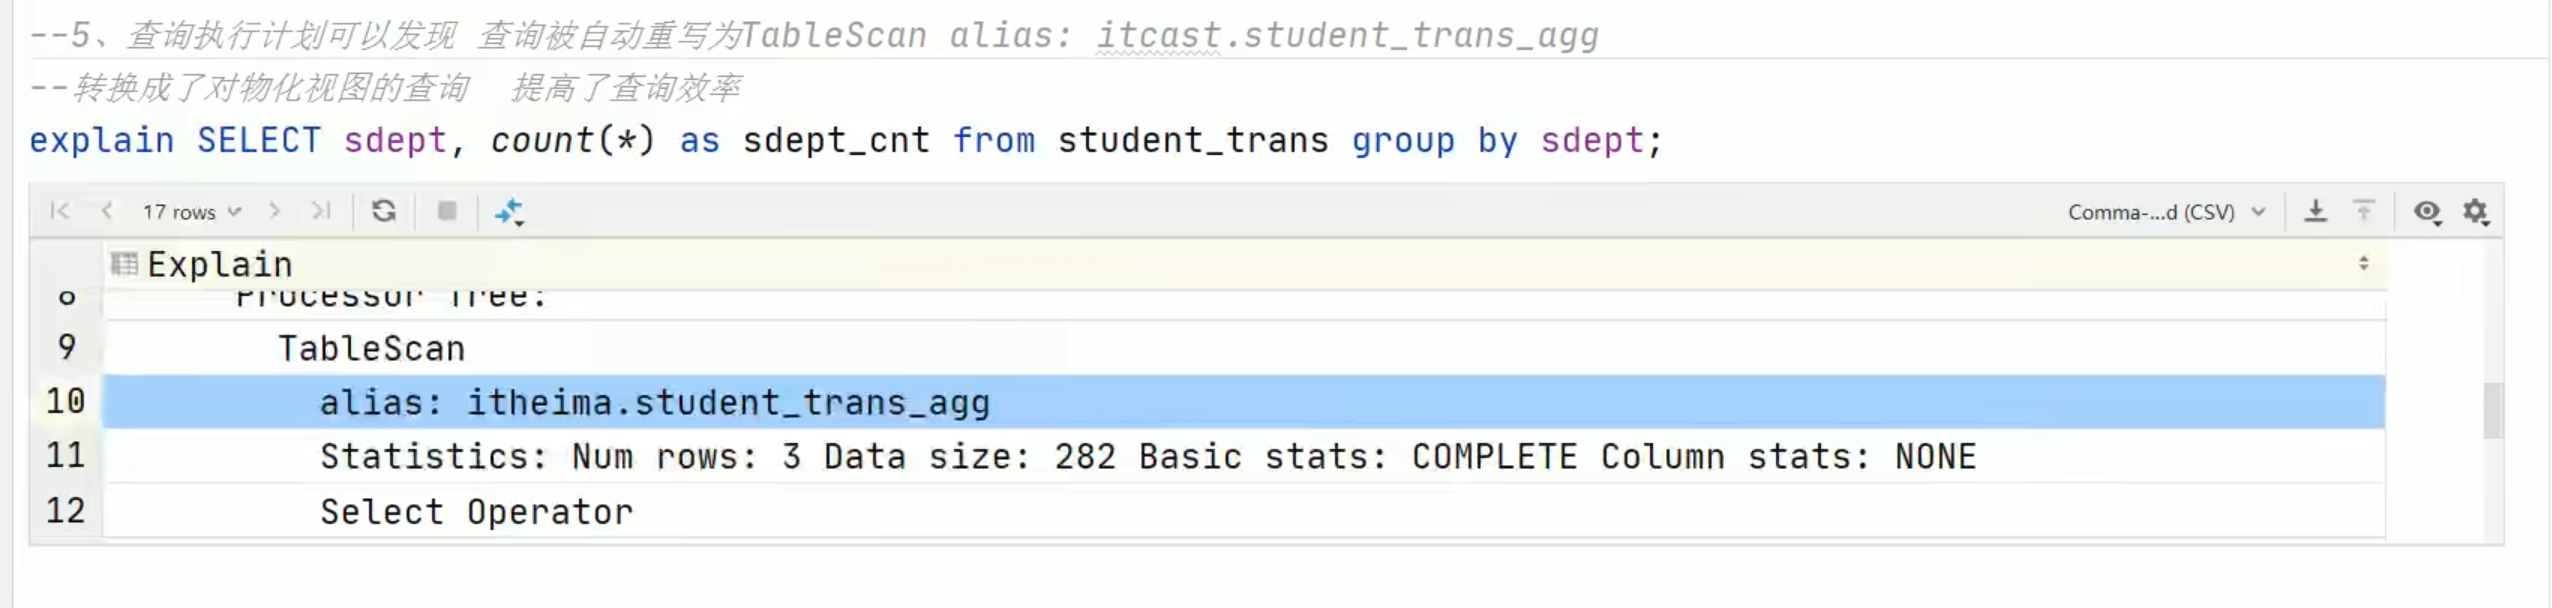 --5、查询执行计划可以发现 查询被自动重写为TableScan alias: itcast.student_trans_agg
--转换成了对物化视图的查询 提高了查询效率
explain SELECT sdept, count(*) as sdept_cnt from student_trans group by sdept;
17 rows Comma-...d (CSV)
Explain
8 Processor Tree:
9 TableScan
10 alias: itheima.student_trans_agg
11 Statistics: Num rows: 3 Data size: 282 Basic stats: COMPLETE Column stats: NONE
12 Select Operator